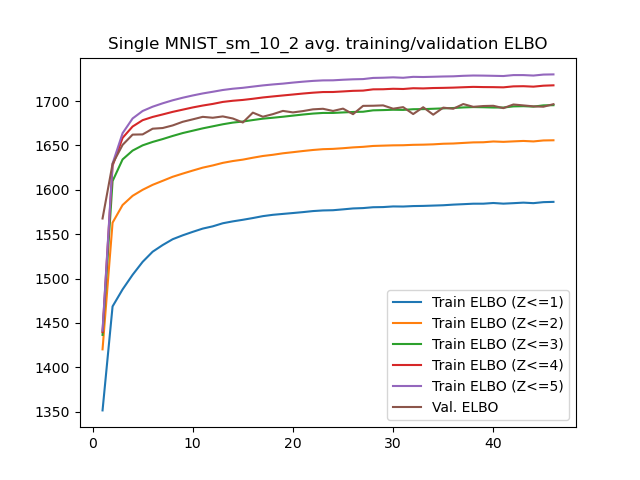 Single MNIST_sm_10_2 avg. training/validation ELBO
1700
1650
1600
1550
1500
1450
1400
1350
0
10
20
30
40
Train ELBO (Z<=1)
Train ELBO (Z<=2)
Train ELBO (Z<=3)
Train ELBO (Z<=4)
Train ELBO (Z<=5)
Val. ELBO